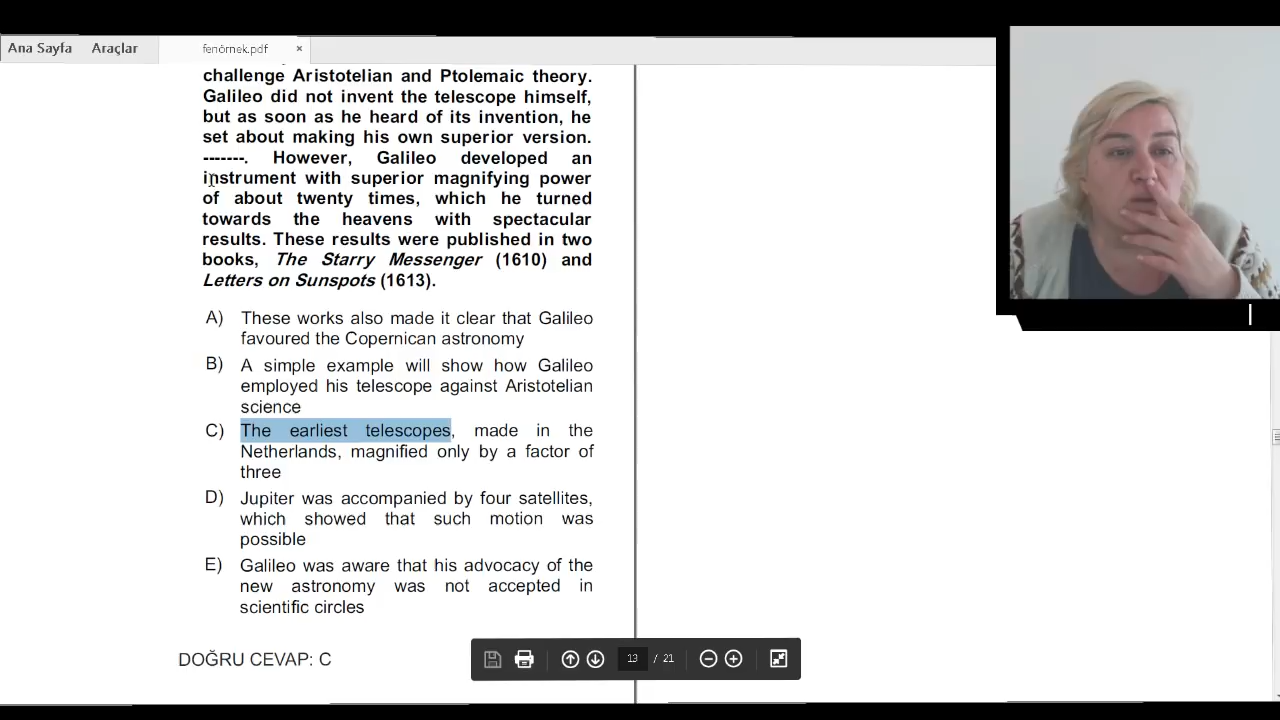 Ana Sayfa Araçlar fenörnek.pdf ×
challenge Aristotelian and Ptolemaic theory.
Galileo did not invent the telescope himself,
but as soon as he heard of its invention, he
set about making his own superior version.
-------. However, Galileo developed an
instrument with superior magnifying power
of about twenty times, which he turned
towards the heavens with spectacular
results. These results were published in two
books, The Starry Messenger (1610) and
Letters on Sunspots (1613).
A) These works also made it clear that Galileo
favoured the Copernican astronomy
B) A simple example will show how Galileo
employed his telescope against Aristotelian
science
C) The earliest telescopes, made in the
Netherlands, magnified only by a factor of
three
D) Jupiter was accompanied by four satellites,
which showed that such motion was
possible
E) Galileo was aware that his advocacy of the
new astronomy was not accepted in
scientific circles
DOĞRU CEVAP: C
13 / 21